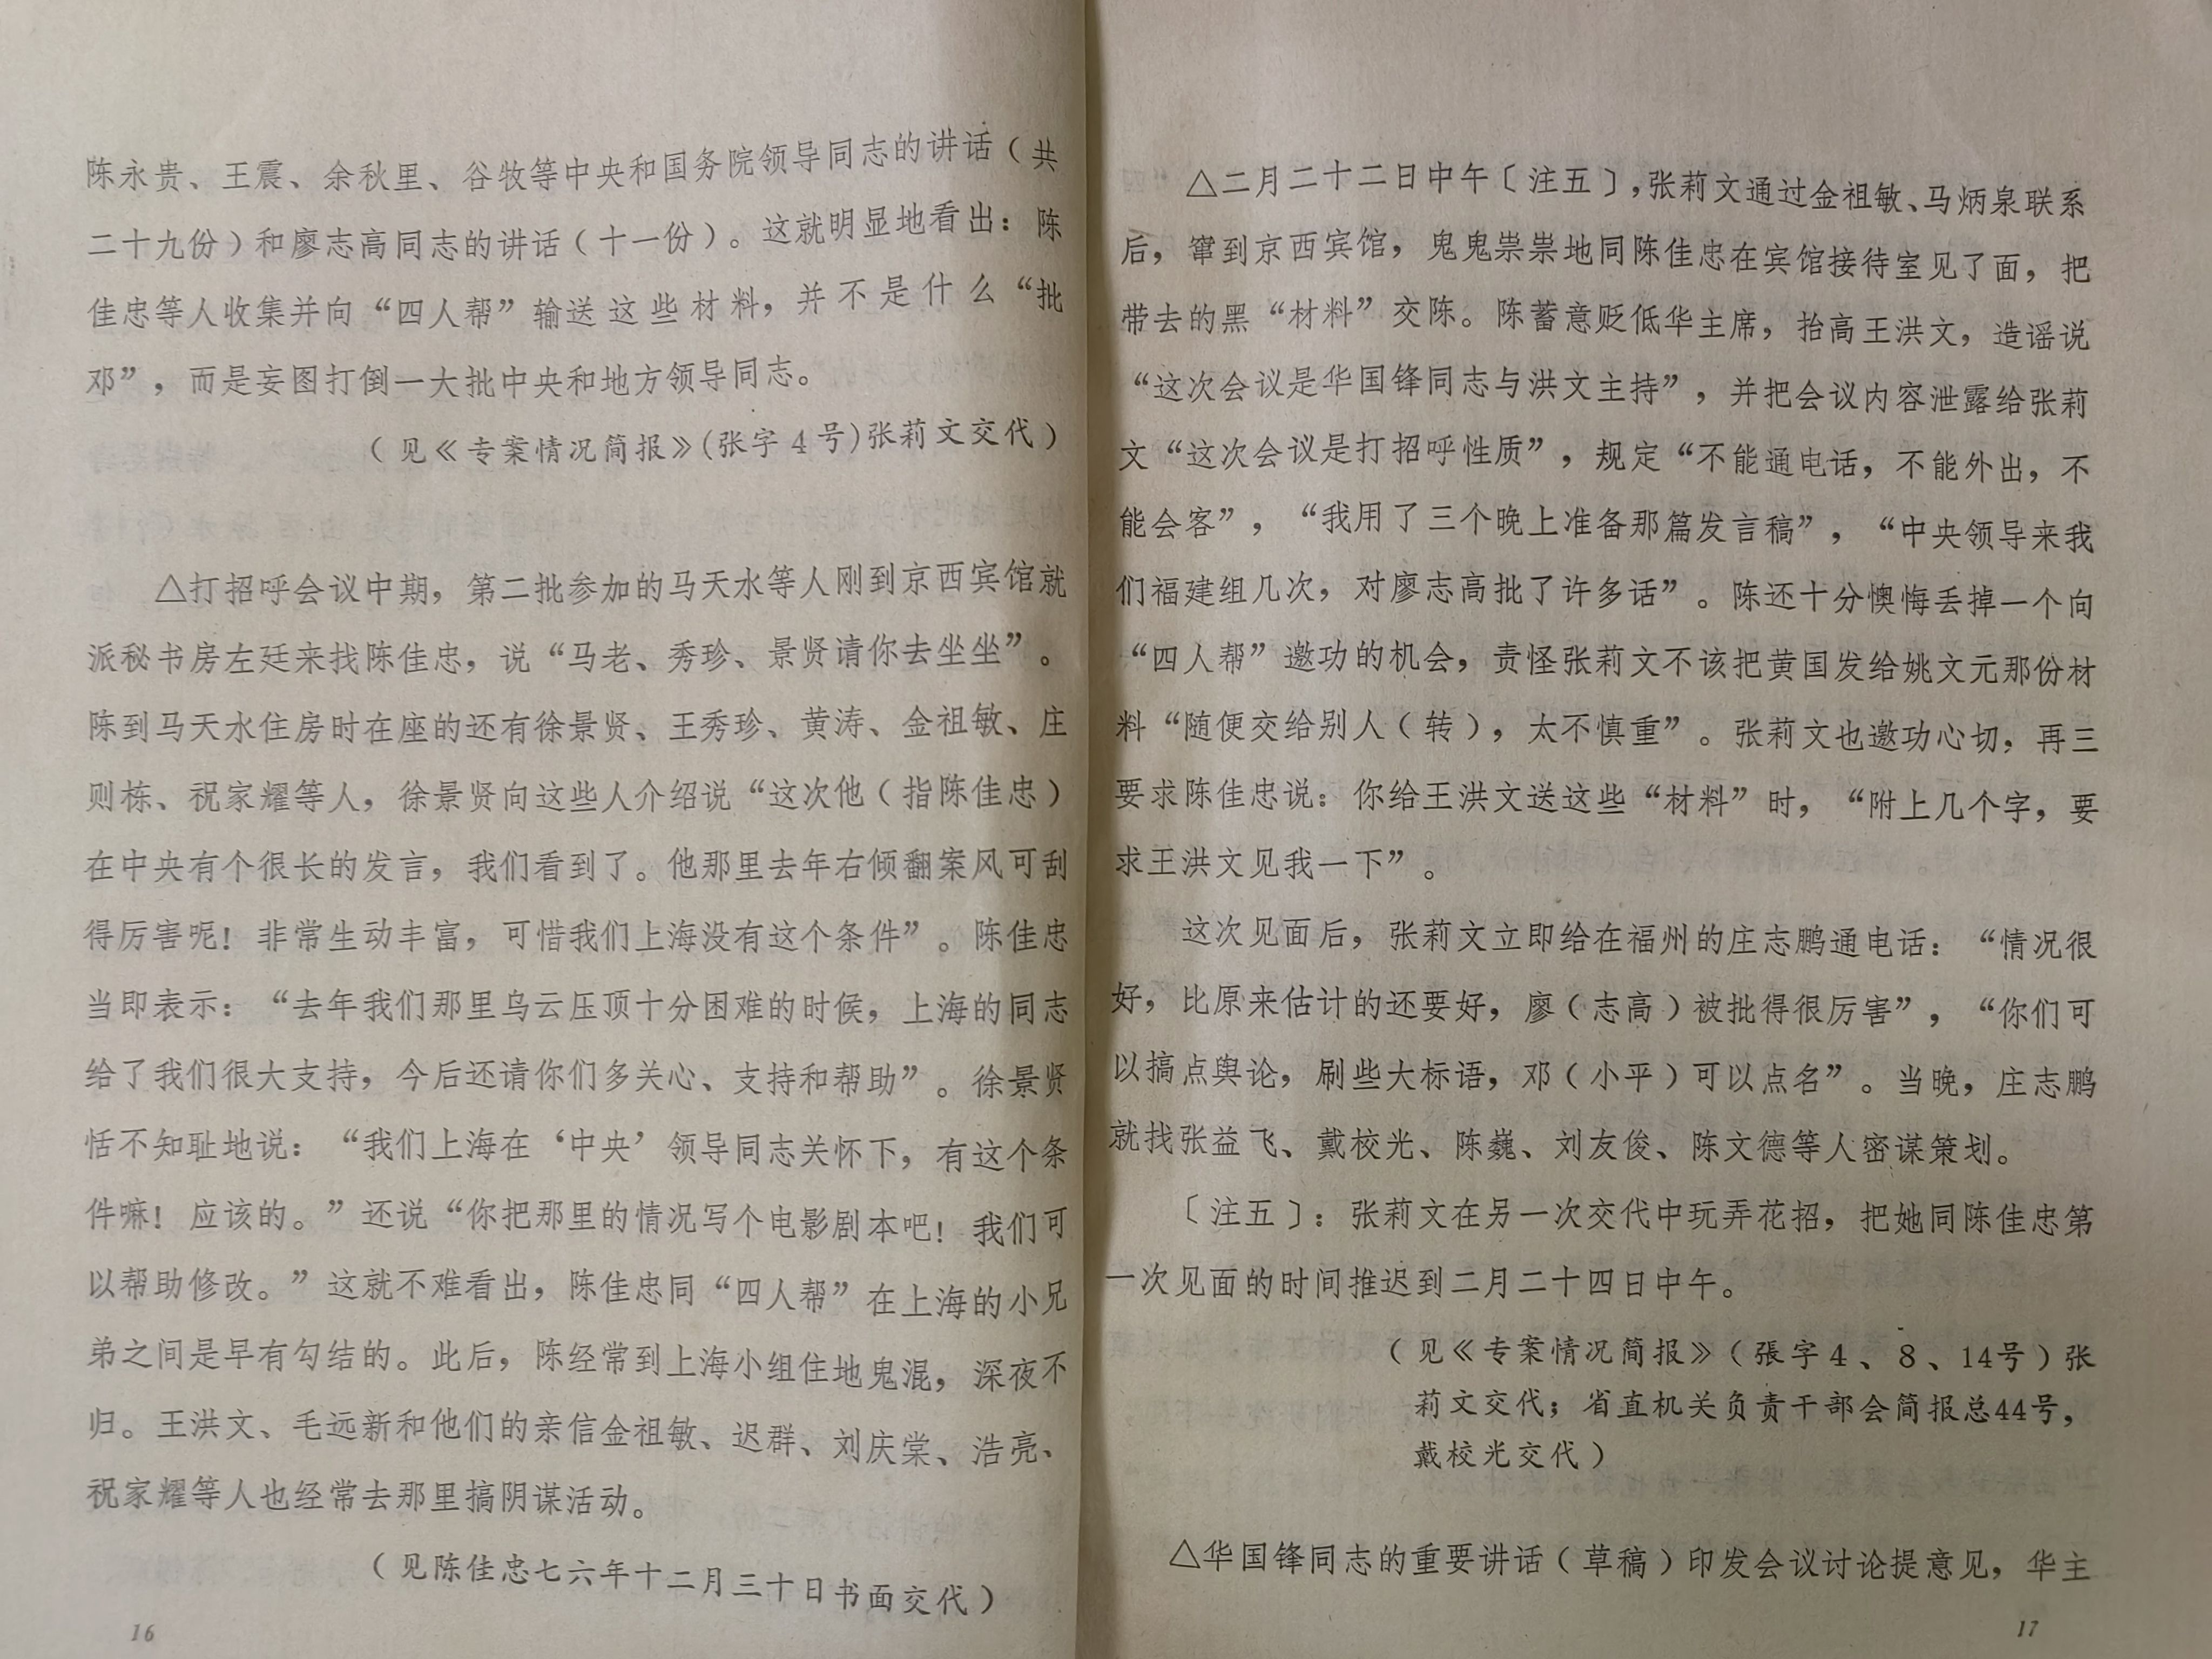 陈永贵、王震、余秋里、谷牧等中央和国务院领导同志的讲话（共
二十九份）和廖志高同志的讲话（十一份）。这就明显地看出：陈
佳忠等人收集并向“四人帮”输送这些材料，并不是什么“批
邓”，而是妄图打倒一大批中央和地方领导同志。
（见《专案情况简报》(张字4号)张莉文交代）
△打招呼会议中期，第二批参加的马天水等人刚到京西宾馆就
派秘书房左廷来找陈佳忠，说“马老、秀珍、景贤请你去坐坐”。
陈到马天水住房时在座的还有徐景贤、王秀珍、黄涛、金祖敏、庄
则栋、祝家耀等人，徐景贤向这些人介绍说“这次他（指陈佳忠）
在中央有个很长的发言，我们看到了。他那里去年右倾翻案风可刮
得厉害呢！非常生动丰富，可惜我们上海没有这个条件”。陈佳忠
当即表示：“去年我们那里乌云压顶十分困难的时候，上海的同志
给了我们很大支持，今后还请你们多关心、支持和帮助”。徐景贤
恬不知耻地说：“我们上海在‘中央’领导同志关怀下，有这个条
件嘛！应该的。”还说“你把那里的情况写个电影剧本吧！我们可
以帮助修改。”这就不难看出，陈佳忠同“四人帮”在上海的小兄
弟之间是早有勾结的。此后，陈经常到上海小组住地鬼混，深夜不
归。王洪文、毛远新和他们的亲信金祖敏、迟群、刘庆棠、浩亮、
祝家耀等人也经常去那里搞阴谋活动。
（见陈佳忠七六年十二月三十日书面交代）
16
△二月二十二日中午〔注五〕，张莉文通过金祖敏、马炳泉联系
后，窜到京西宾馆，鬼鬼祟祟地同陈佳忠在宾馆接待室见了面，把
带去的黑“材料”交陈。陈蓄意贬低华主席，抬高王洪文，造谣说
“这次会议是华国锋同志与洪文主持”，并把会议内容泄露给张莉
文“这次会议是打招呼性质”，规定“不能通电话，不能外出，不
能会客”，“我用了三个晚上准备那篇发言稿”，“中央领导来我
们福建组几次，对廖志高批了许多话”。陈还十分懊悔丢掉一个向
“四人帮”邀功的机会，责怪张莉文不该把黄国发给姚文元那份材
料“随便交给别人（转），太不慎重”。张莉文也邀功心切，再三
要求陈佳忠说：你给王洪文送这些“材料”时，“附上几个字，要
求王洪文见我一下”。
这次见面后，张莉文立即给在福州的庄志鹏通电话：“情况很
好，比原来估计的还要好，廖（志高）被批得很厉害”，“你们可
以搞点舆论，刷些大标语，邓（小平）可以点名”。当晚，庄志鹏
就找张益飞、戴校光、陈巍、刘友俊、陈文德等人密谋策划。
〔注五〕：张莉文在另一次交代中玩弄花招，把她同陈佳忠第
一次见面的时间推迟到二月二十四日中午。
（见《专案情况简报》（張字4、8、14号）张
莉文交代；省直机关负责干部会简报总44号，
戴校光交代）
△华国锋同志的重要讲话（草稿）印发会议讨论提意见，华主
17